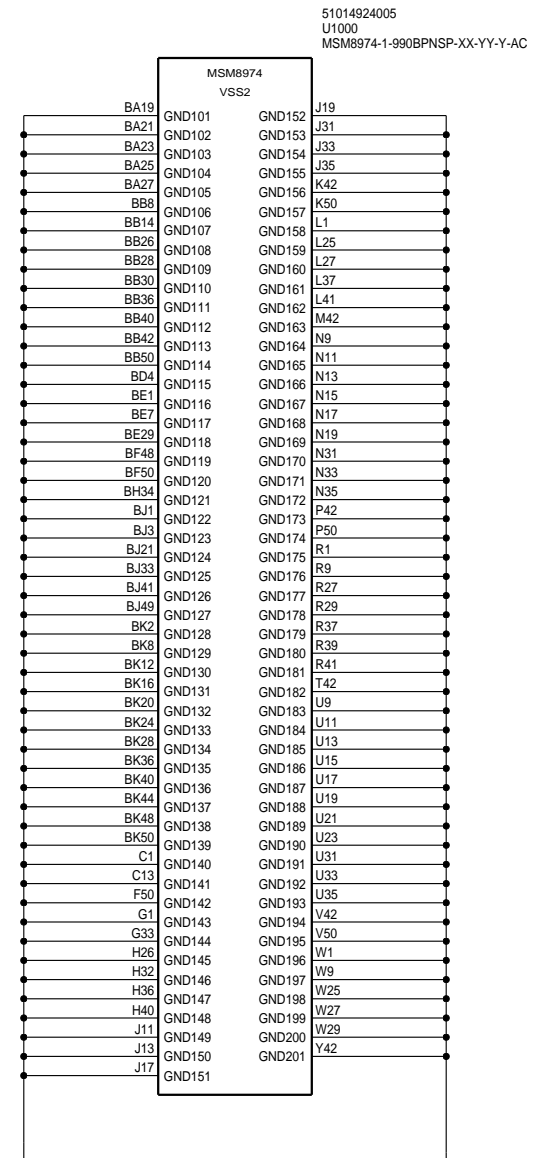 51014924005
U1000
MSM8974-1-990BPNSP-XX-YY-Y-AC
MSM8974
VSS2
BA19 GND101 GND152 J19
BA21 GND102 GND153 J31
BA23 GND103 GND154 J33
BA25 GND104 GND155 J35
BA27 GND105 GND156 K42
BB8 GND106 GND157 K50
BB14 GND107 GND158 L1
BB26 GND108 GND159 L25
BB28 GND109 GND160 L27
BB30 GND110 GND161 L37
BB36 GND111 GND162 L41
BB40 GND112 GND163 M42
BB42 GND113 GND164 N9
BB50 GND114 GND165 N11
BD4 GND115 GND166 N13
BE1 GND116 GND167 N15
BE7 GND117 GND168 N17
BE29 GND118 GND169 N19
BF48 GND119 GND170 N31
BF50 GND120 GND171 N33
BH34 GND121 GND172 N35
BJ1 GND122 GND173 P42
BJ3 GND123 GND174 P50
BJ21 GND124 GND175 R1
BJ33 GND125 GND176 R9
BJ41 GND126 GND177 R27
BJ49 GND127 GND178 R29
BK2 GND128 GND179 R37
BK8 GND129 GND180 R39
BK12 GND130 GND181 R41
BK16 GND131 GND182 T42
BK20 GND132 GND183 U9
BK24 GND133 GND184 U11
BK28 GND134 GND185 U13
BK36 GND135 GND186 U15
BK40 GND136 GND187 U17
BK44 GND137 GND188 U19
BK48 GND138 GND189 U21
BK50 GND139 GND190 U23
C1 GND140 GND191 U31
C13 GND141 GND192 U33
F50 GND142 GND193 U35
G1 GND143 GND194 V42
G33 GND144 GND195 V50
H26 GND145 GND196 W1
H32 GND146 GND197 W9
H36 GND147 GND198 W25
H40 GND148 GND199 W27
J11 GND149 GND200 W29
J13 GND150 GND201 Y42
J17 GND151